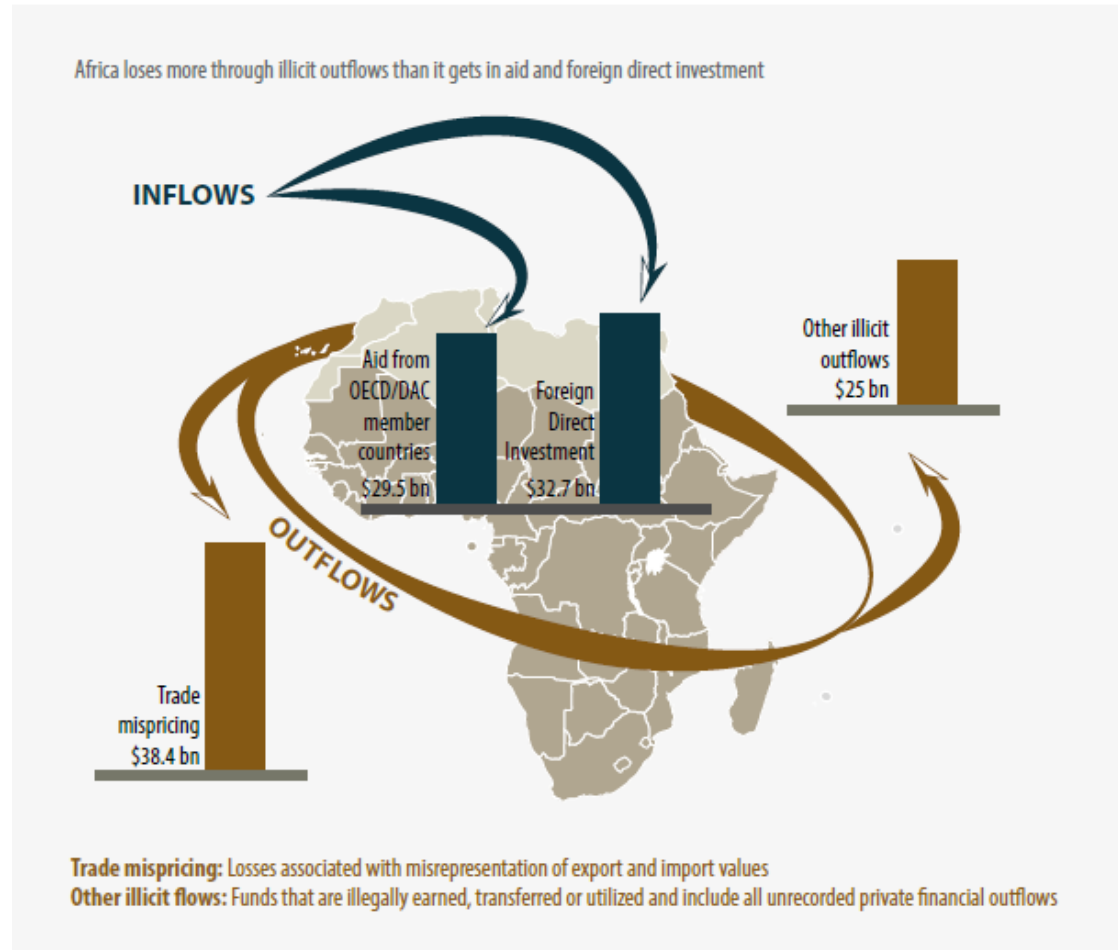 Africa loses more through illicit outflows than it gets in aid and foreign direct investment
INFLOWS
Aid from
OECD/DAC
member
countries
$29.5 bn
Foreign
Direct
Investment
$32.7 bn
Other illicit
outflows
$25 bn
OUTFLOWS
Trade
mispricing
$38.4 bn
Trade mispricing: Losses associated with misrepresentation of export and import values
Other illicit flows: Funds that are illegally earned, transferred or utilized and include all unrecorded private financial outflows